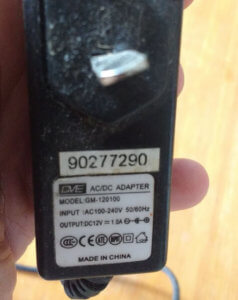 90277290
DVE AC/DC ADAPTER
MODEL:GM-120100
INPUT :AC100-240V 50/60Hz
OUTPUT:DC12V⎓1.0A
MADE IN CHINA